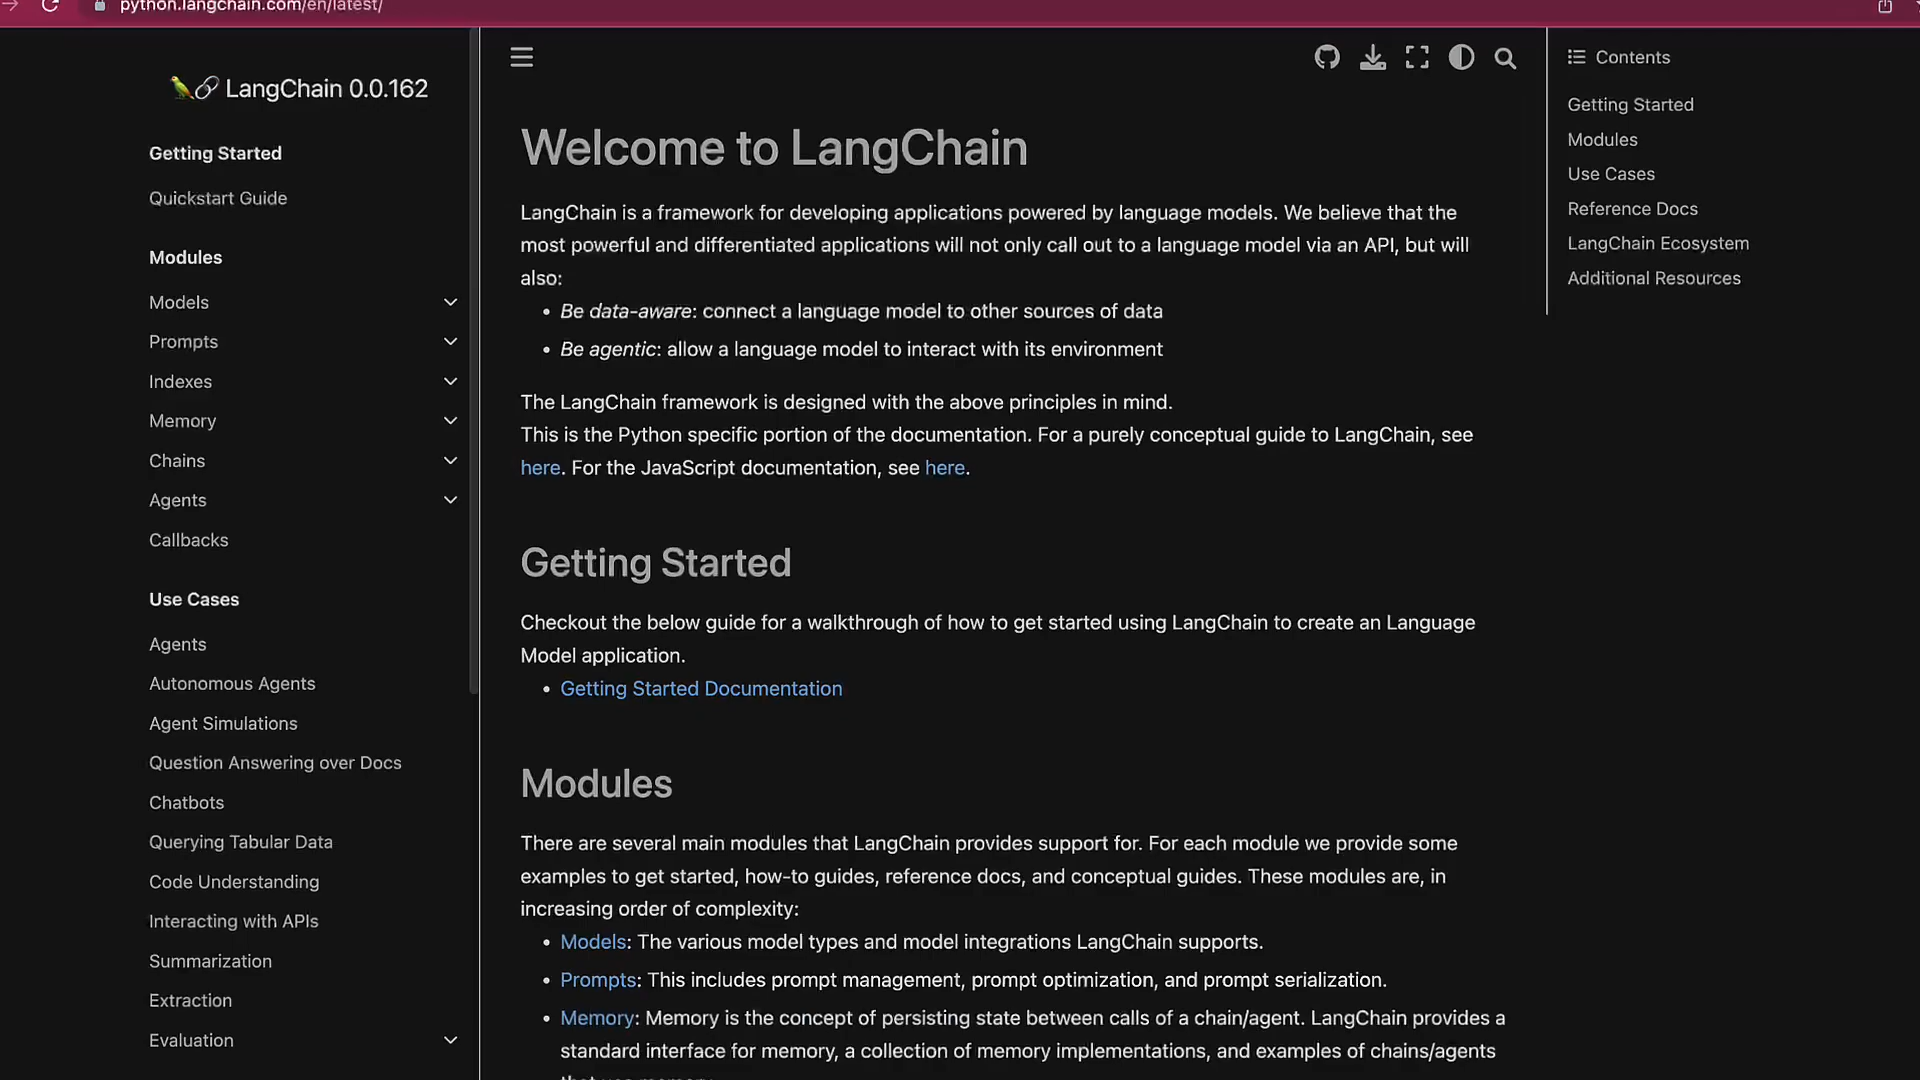 python.langchain.com/en/latest/
LangChain 0.0.162
Getting Started
Quickstart Guide
Modules
Models
Prompts
Indexes
Memory
Chains
Agents
Callbacks
Use Cases
Agents
Autonomous Agents
Agent Simulations
Question Answering over Docs
Chatbots
Querying Tabular Data
Code Understanding
Interacting with APIs
Summarization
Extraction
Evaluation
Welcome to LangChain
LangChain is a framework for developing applications powered by language models. We believe that the
most powerful and differentiated applications will not only call out to a language model via an API, but will
also:
• Be data-aware: connect a language model to other sources of data
• Be agentic: allow a language model to interact with its environment
The LangChain framework is designed with the above principles in mind.
This is the Python specific portion of the documentation. For a purely conceptual guide to LangChain, see
here. For the JavaScript documentation, see here.
Getting Started
Checkout the below guide for a walkthrough of how to get started using LangChain to create an Language
Model application.
• Getting Started Documentation
Modules
There are several main modules that LangChain provides support for. For each module we provide some
examples to get started, how-to guides, reference docs, and conceptual guides. These modules are, in
increasing order of complexity:
• Models: The various model types and model integrations LangChain supports.
• Prompts: This includes prompt management, prompt optimization, and prompt serialization.
• Memory: Memory is the concept of persisting state between calls of a chain/agent. LangChain provides a
standard interface for memory, a collection of memory implementations, and examples of chains/agents
Contents
Getting Started
Modules
Use Cases
Reference Docs
LangChain Ecosystem
Additional Resources